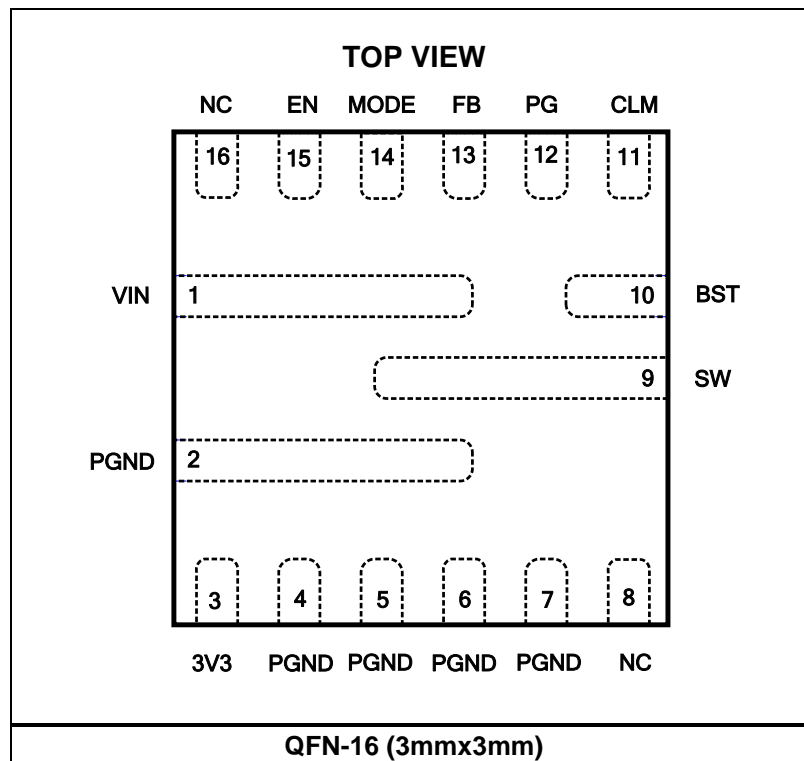 TOP VIEW
NC EN MODE FB PG CLM
16 15 14 13 12 11
VIN 1 10 BST
9 SW
PGND 2
3 4 5 6 7 8
3V3 PGND PGND PGND PGND NC
QFN-16 (3mmx3mm)